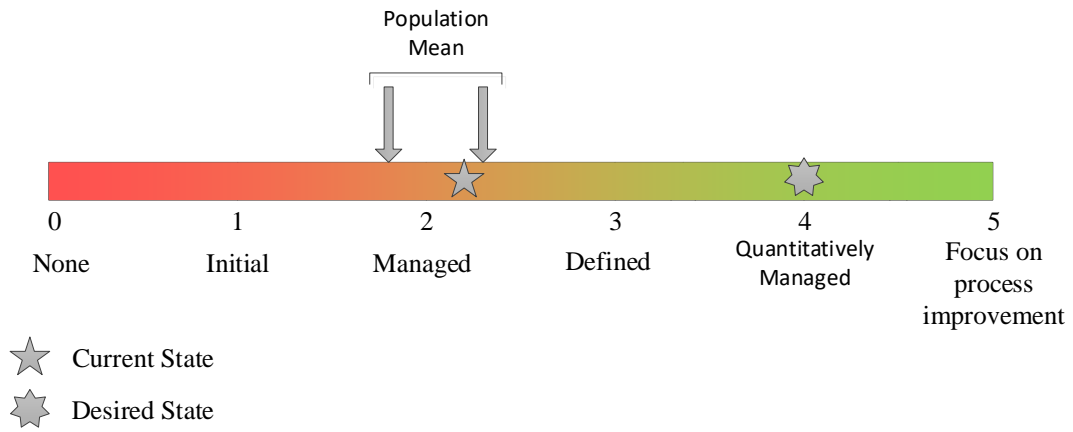 Population
Mean
0 1 2 3 4 5
None Initial Managed Defined Quantitatively Managed Focus on process improvement
Current State
Desired State